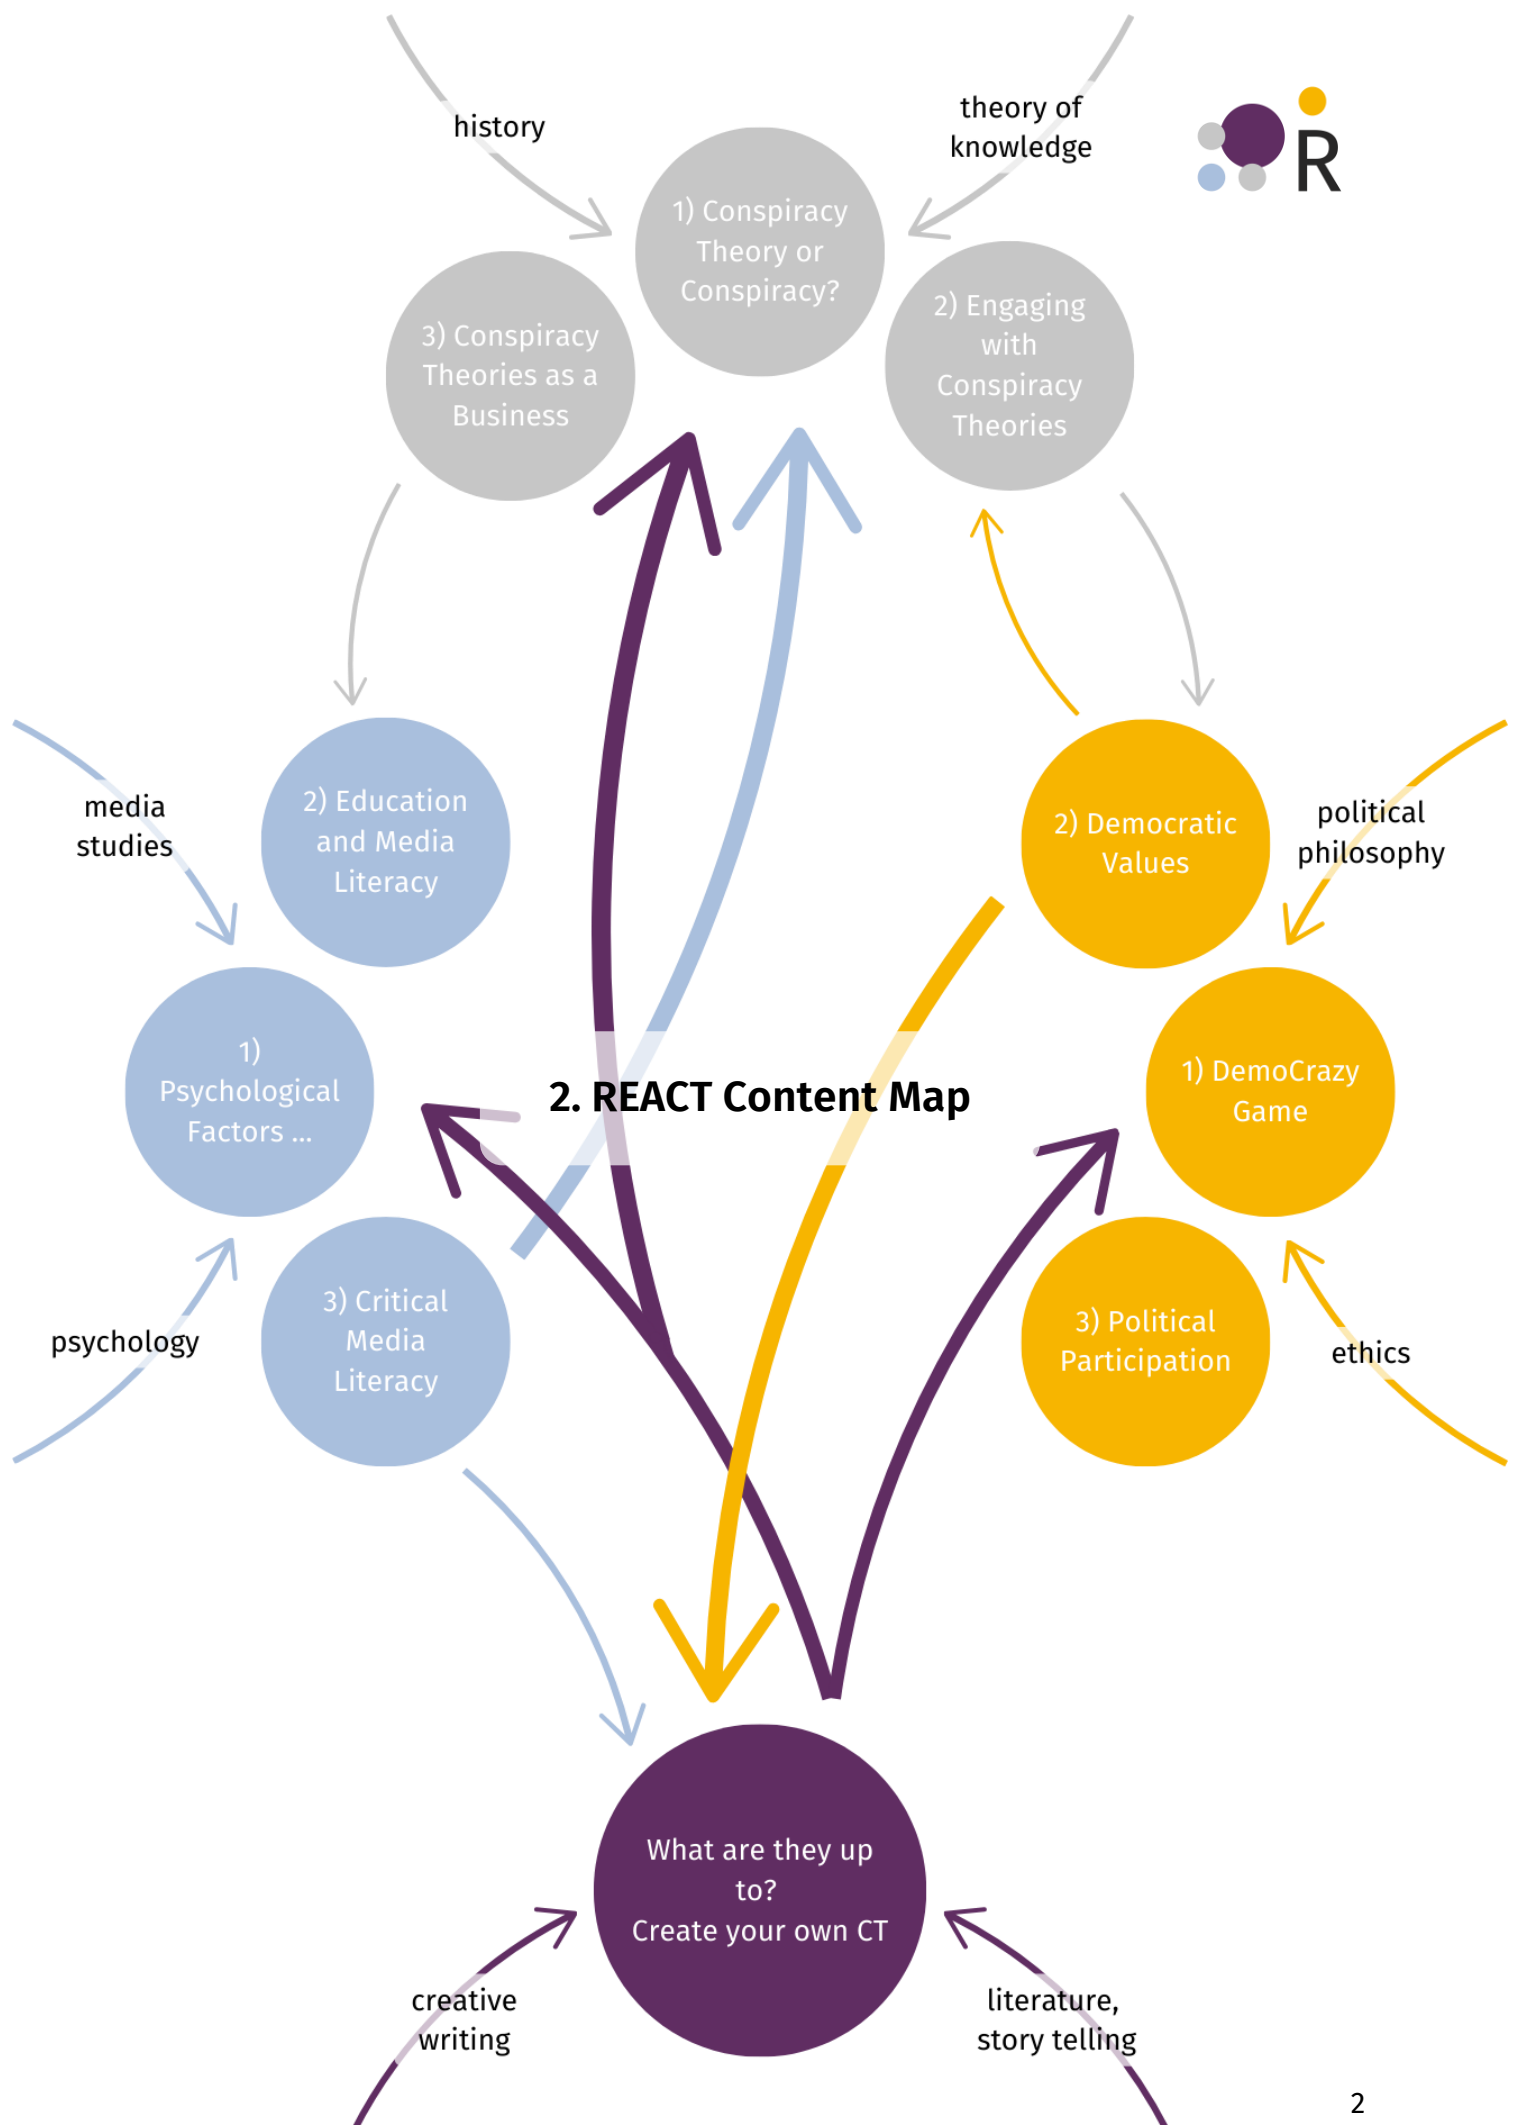 history
theory of
knowledge
R
1) Conspiracy
Theory or
Conspiracy?
3) Conspiracy
Theories as a
Business
2) Engaging
with
Conspiracy
Theories
media
studies
2) Education
and Media
Literacy
2) Democratic
Values
political
philosophy
1)
Psychological
Factors ...
2. REACT Content Map
1) DemoCrazy
Game
psychology
3) Critical
Media
Literacy
3) Political
Participation
ethics
What are they up
to?
Create your own CT
creative
writing
literature,
story telling
2